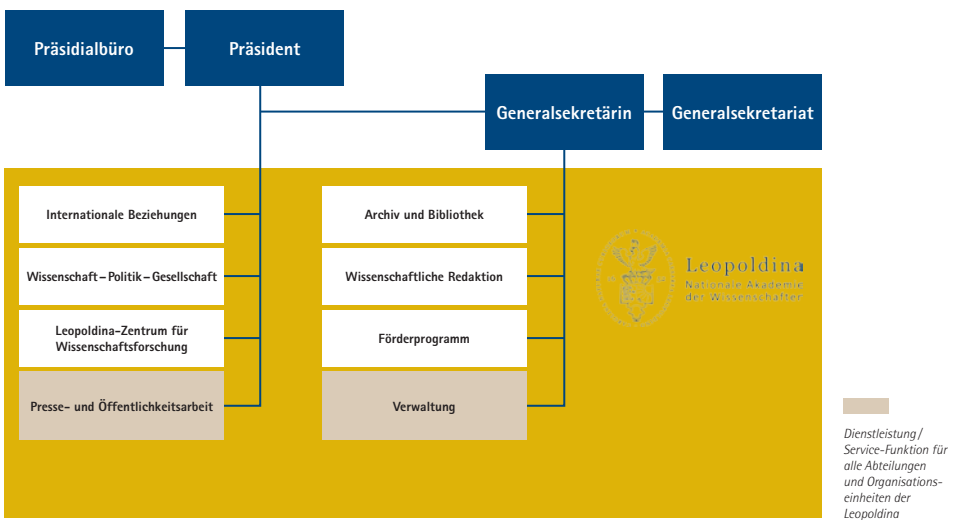 Präsidialbüro
Präsident
Generalsekretärin
Generalsekretariat
Internationale Beziehungen
Wissenschaft – Politik – Gesellschaft
Leopoldina-Zentrum für
Wissenschaftsforschung
Presse- und Öffentlichkeitsarbeit
Archiv und Bibliothek
Wissenschaftliche Redaktion
Förderprogramm
Verwaltung
Leopoldina
Nationale Akademie
der Wissenschaften
Dienstleistung /
Service-Funktion für
alle Abteilungen
und Organisations-
einheiten der
Leopoldina